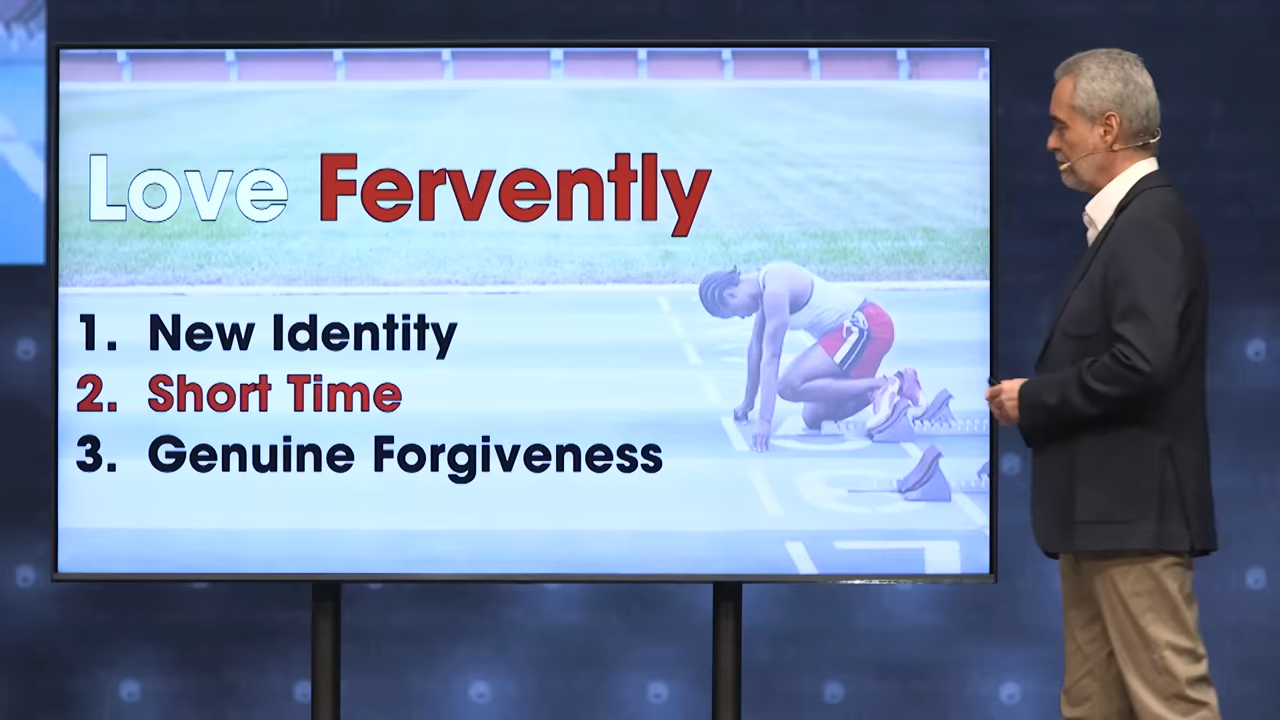 Love Fervently
1. New Identity
2. Short Time
3. Genuine Forgiveness